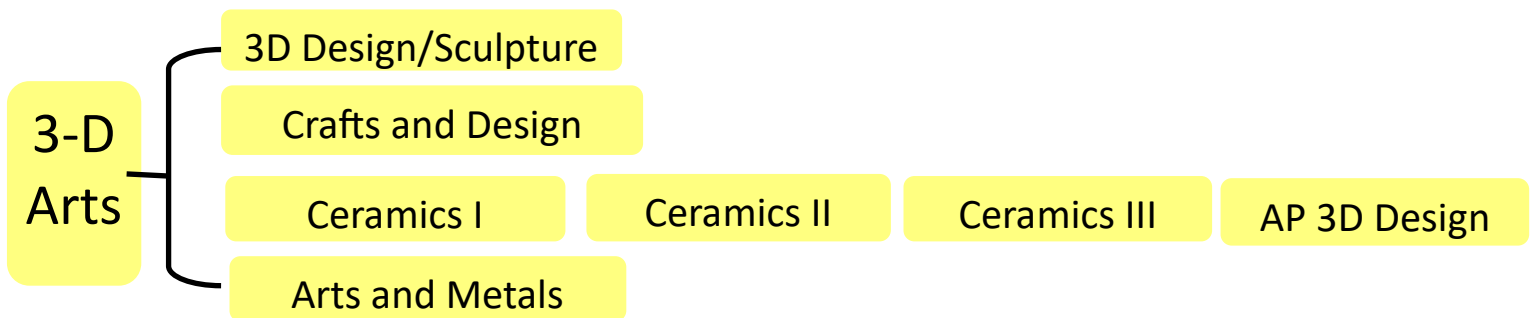 3-D
Arts
3D Design/Sculpture
Crafts and Design
Ceramics I
Ceramics II
Ceramics III
AP 3D Design
Arts and Metals